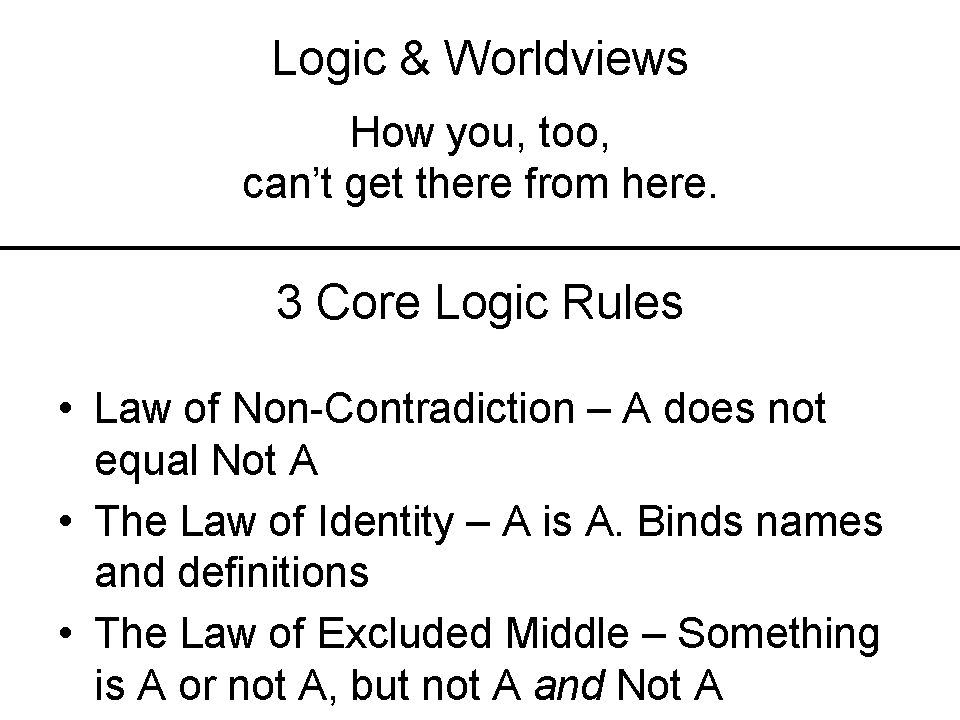 Logic & Worldviews
How you, too,
can’t get there from here.
3 Core Logic Rules
• Law of Non-Contradiction – A does not
equal Not A
• The Law of Identity – A is A. Binds names
and definitions
• The Law of Excluded Middle – Something
is A or not A, but not A and Not A